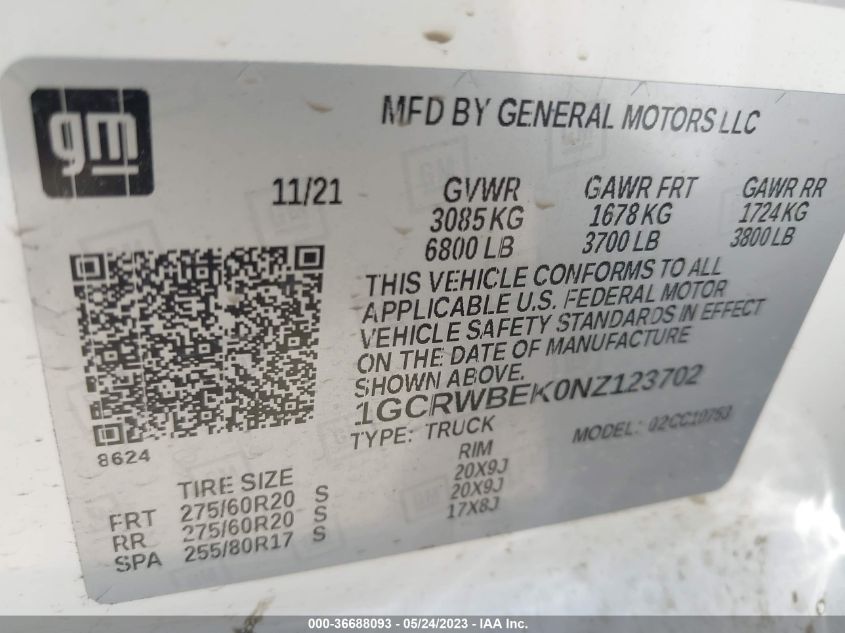 gm
MFD BY GENERAL MOTORS LLC
11/21 GVWR GAWR FRT GAWR RR
3085 KG 1678 KG 1724 KG
6800 LB 3700 LB 3800 LB
THIS VEHICLE CONFORMS TO ALL
APPLICABLE U.S. FEDERAL MOTOR
VEHICLE SAFETY STANDARDS IN EFFECT
ON THE DATE OF MANUFACTURE
SHOWN ABOVE.
1GCRWBEK0NZ123702
TYPE: TRUCK MODEL:
8624
TIRE SIZE RIM
FRT 275/60R20 S 20X9J
RR 275/60R20 S 20X9J
SPA 255/80R17 S 17X8J
000-36688093 - 05/24/2023 - IAA Inc.